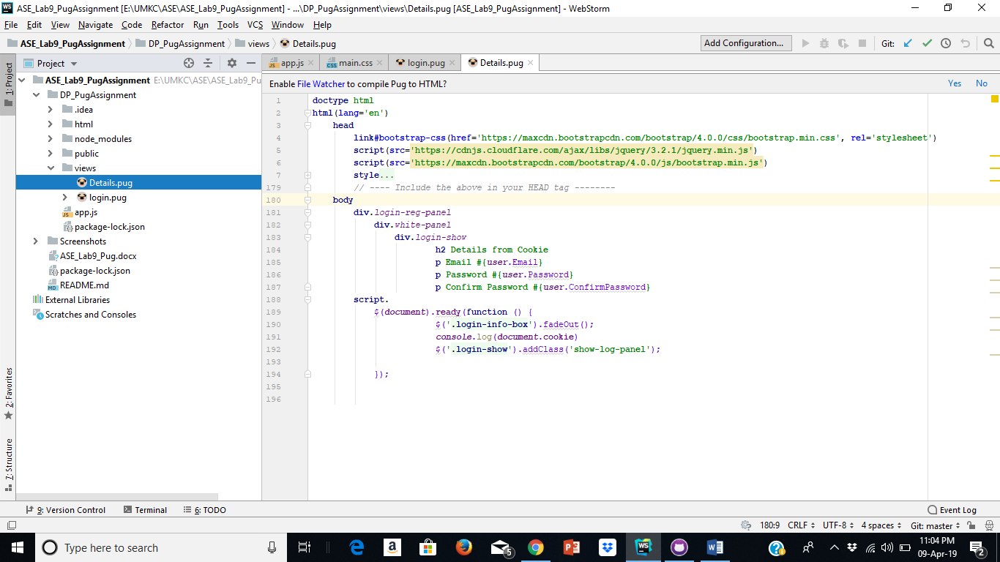 ASE_Lab9_PugAssignment [E:\UMKC\ASE\ASE_Lab9_PugAssignment] - ...\DP_PugAssignment\views\Details.pug [ASE_Lab9_PugAssignment] - WebStorm
File Edit View Navigate Code Refactor Run Tools VCS Window Help
ASE_Lab9_PugAssignment DP_PugAssignment views Details.pug Add Configuration... Git:
1: Project
2: Favorites
7: Structure
Project
ASE_Lab9_PugAssignment E:\UMKC\ASE\ASE_Lab9_Pu
DP_PugAssignment
.idea
html
node_modules
public
views
Details.pug
login.pug
app.js
package-lock.json
Screenshots
ASE_Lab9_Pug.docx
package-lock.json
README.md
External Libraries
Scratches and Consoles
app.js main.css login.pug Details.pug
Enable File Watcher to compile Pug to HTML? Yes No
1 doctype html
2 html(lang='en')
3 head
4 link#bootstrap-css(href='https://maxcdn.bootstrapcdn.com/bootstrap/4.0.0/css/bootstrap.min.css', rel='stylesheet')
5 script(src='https://cdnjs.cloudflare.com/ajax/libs/jquery/3.2.1/jquery.min.js')
6 script(src='https://maxcdn.bootstrapcdn.com/bootstrap/4.0.0/js/bootstrap.min.js')
7 style...
179 // ---- Include the above in your HEAD tag --------
180 body
181 div.login-reg-panel
182 div.white-panel
183 div.login-show
184 h2 Details from Cookie
185 p Email #{user.Email}
186 p Password #{user.Password}
187 p Confirm Password #{user.ConfirmPassword}
188 script.
189 $(document).ready(function () {
190 $('.login-info-box').fadeOut();
191 console.log(document.cookie)
192 $('.login-show').addClass('show-log-panel');
193
194 });
195
196
9: Version Control Terminal 6: TODO Event Log
180:9 CRLF UTF-8 4 spaces Git: master
Type here to search
5
11:04 PM
09-Apr-19
2